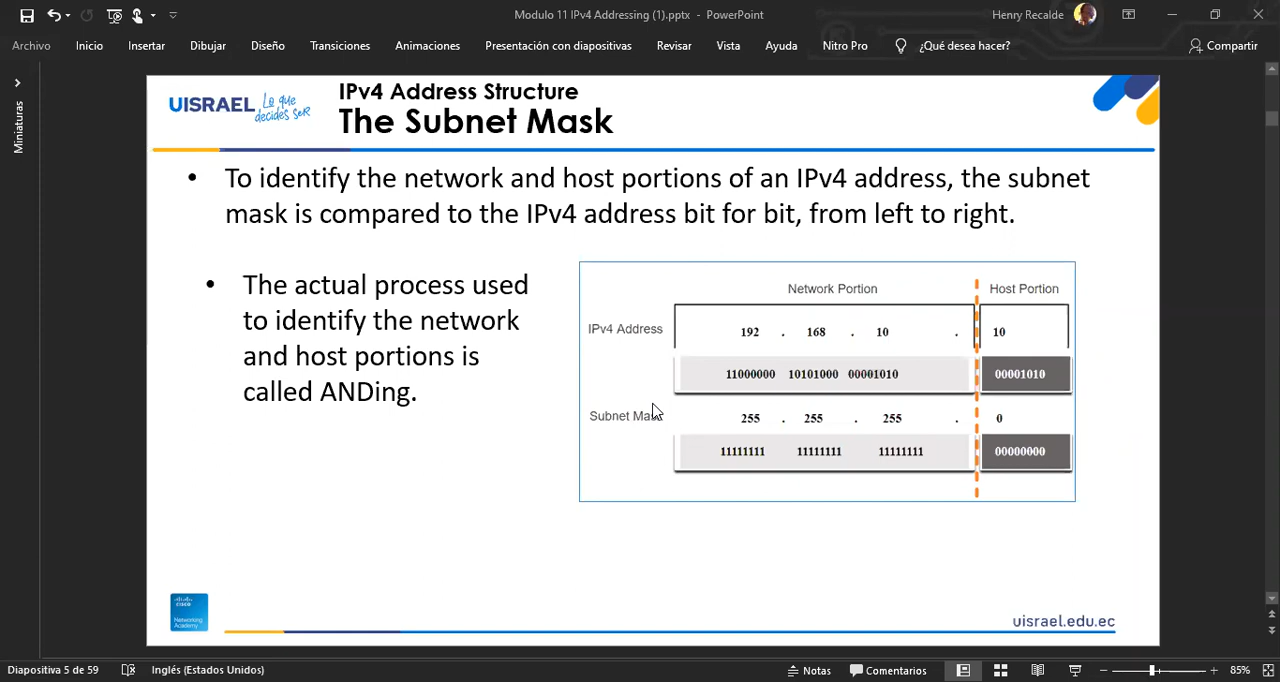 Modulo 11 IPv4 Addressing (1).pptx - PowerPoint
Henry Recalde
Archivo Inicio Insertar Dibujar Diseño Transiciones Animaciones Presentación con diapositivas Revisar Vista Ayuda Nitro Pro ¿Qué desea hacer? Compartir
Miniaturas
UISRAEL Lo que decides ser
IPv4 Address Structure
The Subnet Mask
• To identify the network and host portions of an IPv4 address, the subnet
mask is compared to the IPv4 address bit for bit, from left to right.
• The actual process used
to identify the network
and host portions is
called ANDing.
Network Portion Host Portion
IPv4 Address 192 . 168 . 10 . 10
11000000 10101000 00001010 00001010
Subnet Mask 255 . 255 . 255 . 0
11111111 11111111 11111111 00000000
cisco
Networking
Academy
uisrael.edu.ec
Diapositiva 5 de 59 Inglés (Estados Unidos) Notas Comentarios 85%